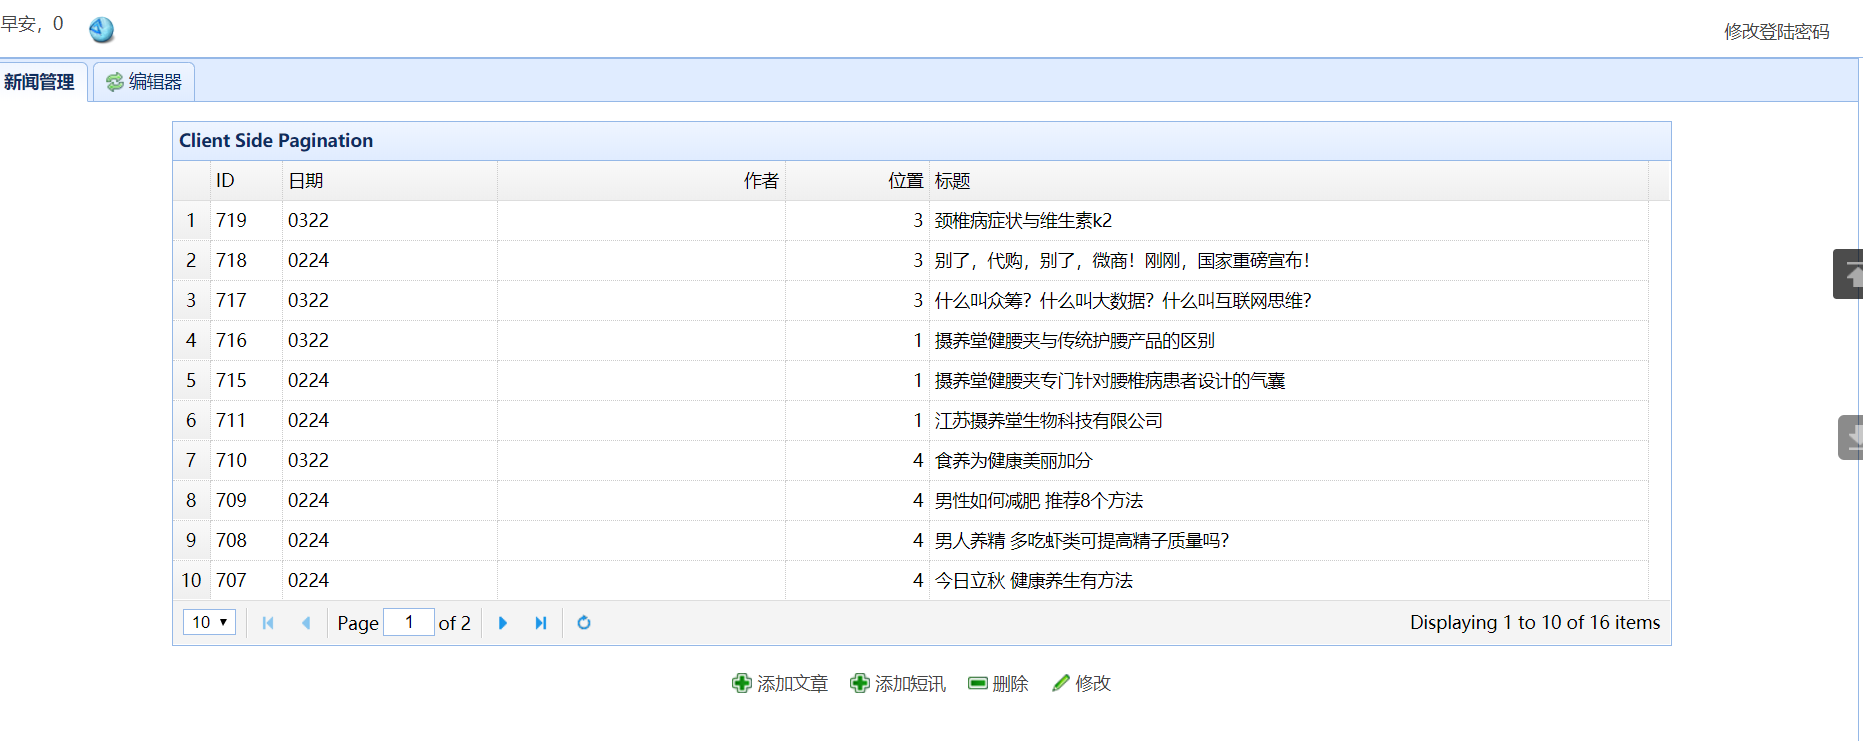 早安，0
修改登陆密码
新闻管理 编辑器
Client Side Pagination
ID 日期 作者 位置 标题
1 719 0322 3 颈椎病症状与维生素k2
2 718 0224 3 别了，代购，别了，微商！刚刚，国家重磅宣布！
3 717 0322 3 什么叫众筹？什么叫大数据？什么叫互联网思维？
4 716 0322 1 摄养堂健腰夹与传统护腰产品的区别
5 715 0224 1 摄养堂健腰夹专门针对腰椎病患者设计的气囊
6 711 0224 1 江苏摄养堂生物科技有限公司
7 710 0322 4 食养为健康美丽加分
8 709 0224 4 男性如何减肥 推荐8个方法
9 708 0224 4 男人养精 多吃虾类可提高精子质量吗？
10 707 0224 4 今日立秋 健康养生有方法
10 Page 1 of 2 Displaying 1 to 10 of 16 items
添加文章 添加短讯 删除 修改